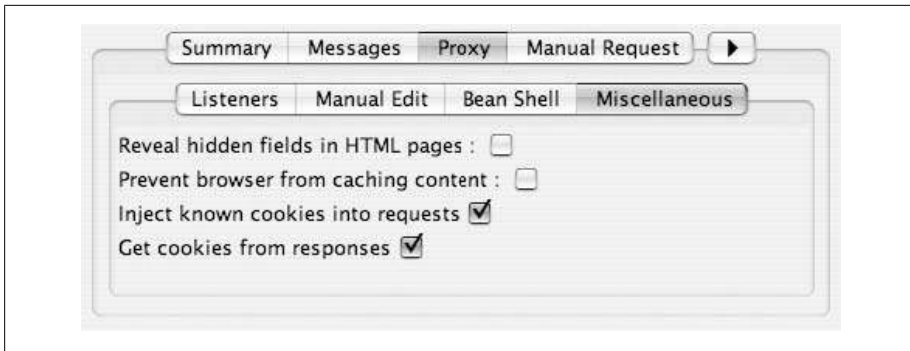 Summary Messages Proxy Manual Request
Listeners Manual Edit Bean Shell Miscellaneous
Reveal hidden fields in HTML pages :
Prevent browser from caching content :
Inject known cookies into requests
Get cookies from responses